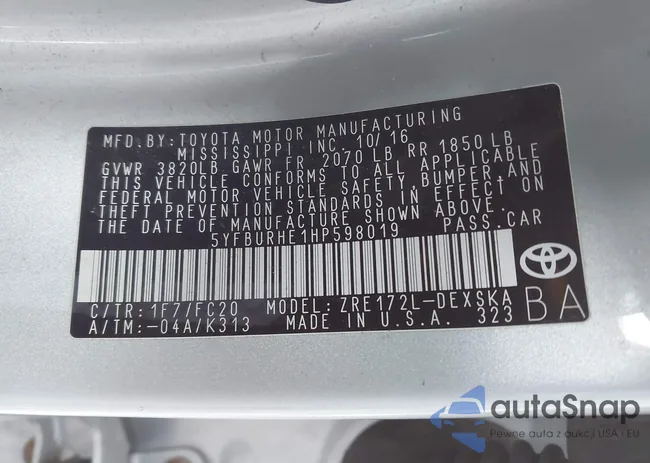 MFD.BY:TOYOTA MOTOR MANUFACTURING
MISSISSIPPI INC. 10/16
GVWR 3820LB GAWR FR 2070 LB RR 1850 LB
THIS VEHICLE CONFORMS TO ALL APPLICABLE
FEDERAL MOTOR VEHICLE SAFETY,BUMPER,AND
THEFT PREVENTION STANDARDS IN EFFECT ON
THE DATE OF MANUFACTURE SHOWN ABOVE.
5YFBURHE1HP598019 PASS.CAR
C/TR:1F7/FC20 MODEL:ZRE172L-DEXSKA
A/TM:-04A/K313 MADE IN U.S.A. 323
BA
autaSnap
Pewne auta z aukcji USA - EU